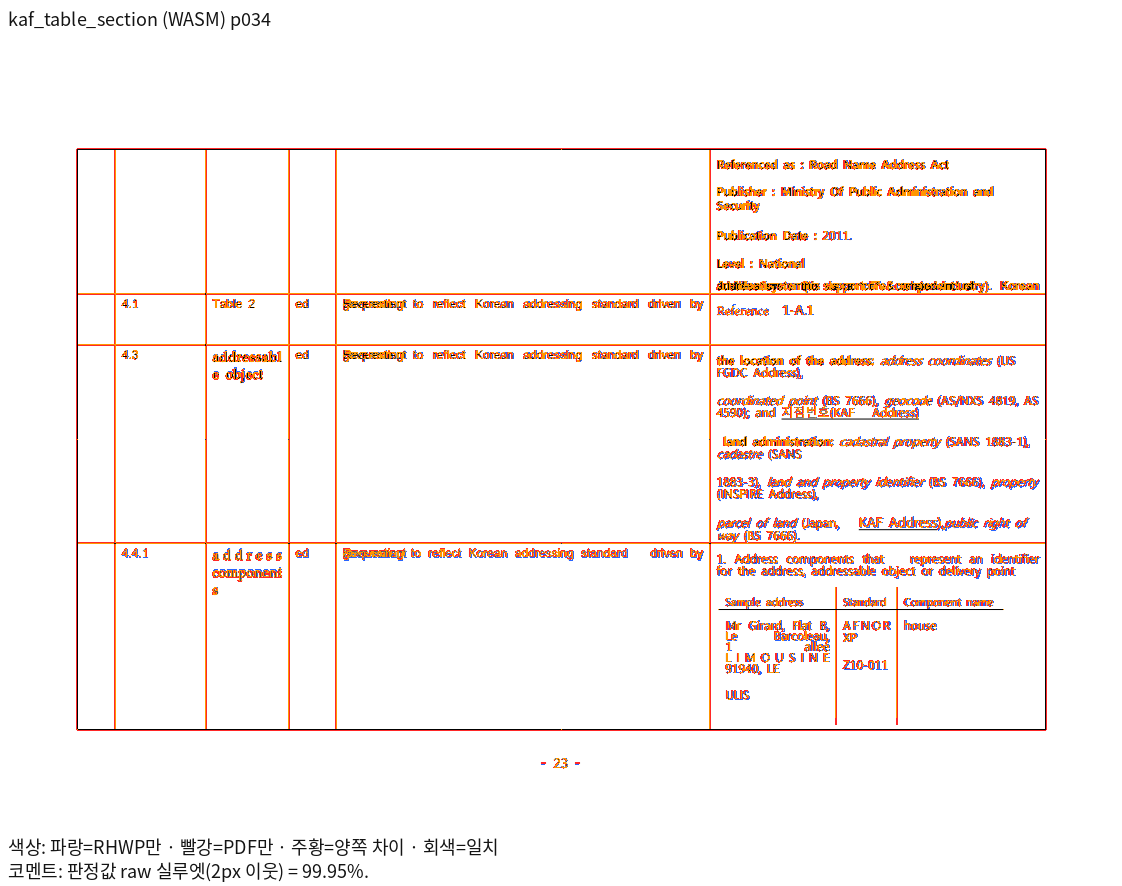 kaf_table_section (WASM) p034
Referenced as : Road Name Address Act
Publisher : Ministry Of Public Administration and
Security
Publication Date : 2011.
Level : National
Korean
4.1 Table 2 ed to reflect Korean addressing standard driven by
Reference 1-A.1
4.3 addressabl ed to reflect Korean addressing standard driven by
e object
the location of the address: address coordinates (US
FGDC Address),
coordinated point (BS 7666), geocode (AS/NZS 4819, AS
4590); and 지점번호(KAF Address)
land administration: cadastral property (SANS 1883-1),
cadastre (SANS
1883-3), land and property identifier (BS 7666), property
(INSPIRE Address),
parcel of land (Japan, KAF Address),public right of
way (BS 7666).
4.4.1 address ed to reflect Korean addressing standard driven by
component
s
1. Address components that represent an identifier
for the address, addressable object or delivery point
Sample address Standard Component name
Mr Girard, Flat B, AFNOR house
Le Barcoleau, XP
1 allée
LIMOUSINE
91940, LE Z10-011
ULIS
- 23 -
색상: 파랑=RHWP만 · 빨강=PDF만 · 주황=양쪽 차이 · 회색=일치
코멘트: 판정값 raw 실루엣(2px 이웃) = 99.95%.